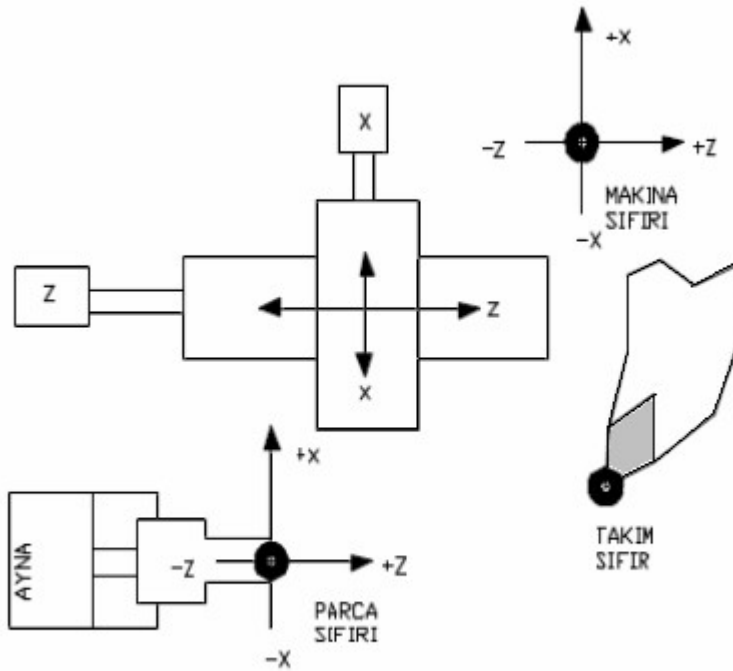 +X
X
-Z
+Z
MAKINA
SIFIRI
-X
Z
Z
X
+X
AYNA
-Z
+Z
TAKIM
SIFIR
PARCA
SIFIRI
-X